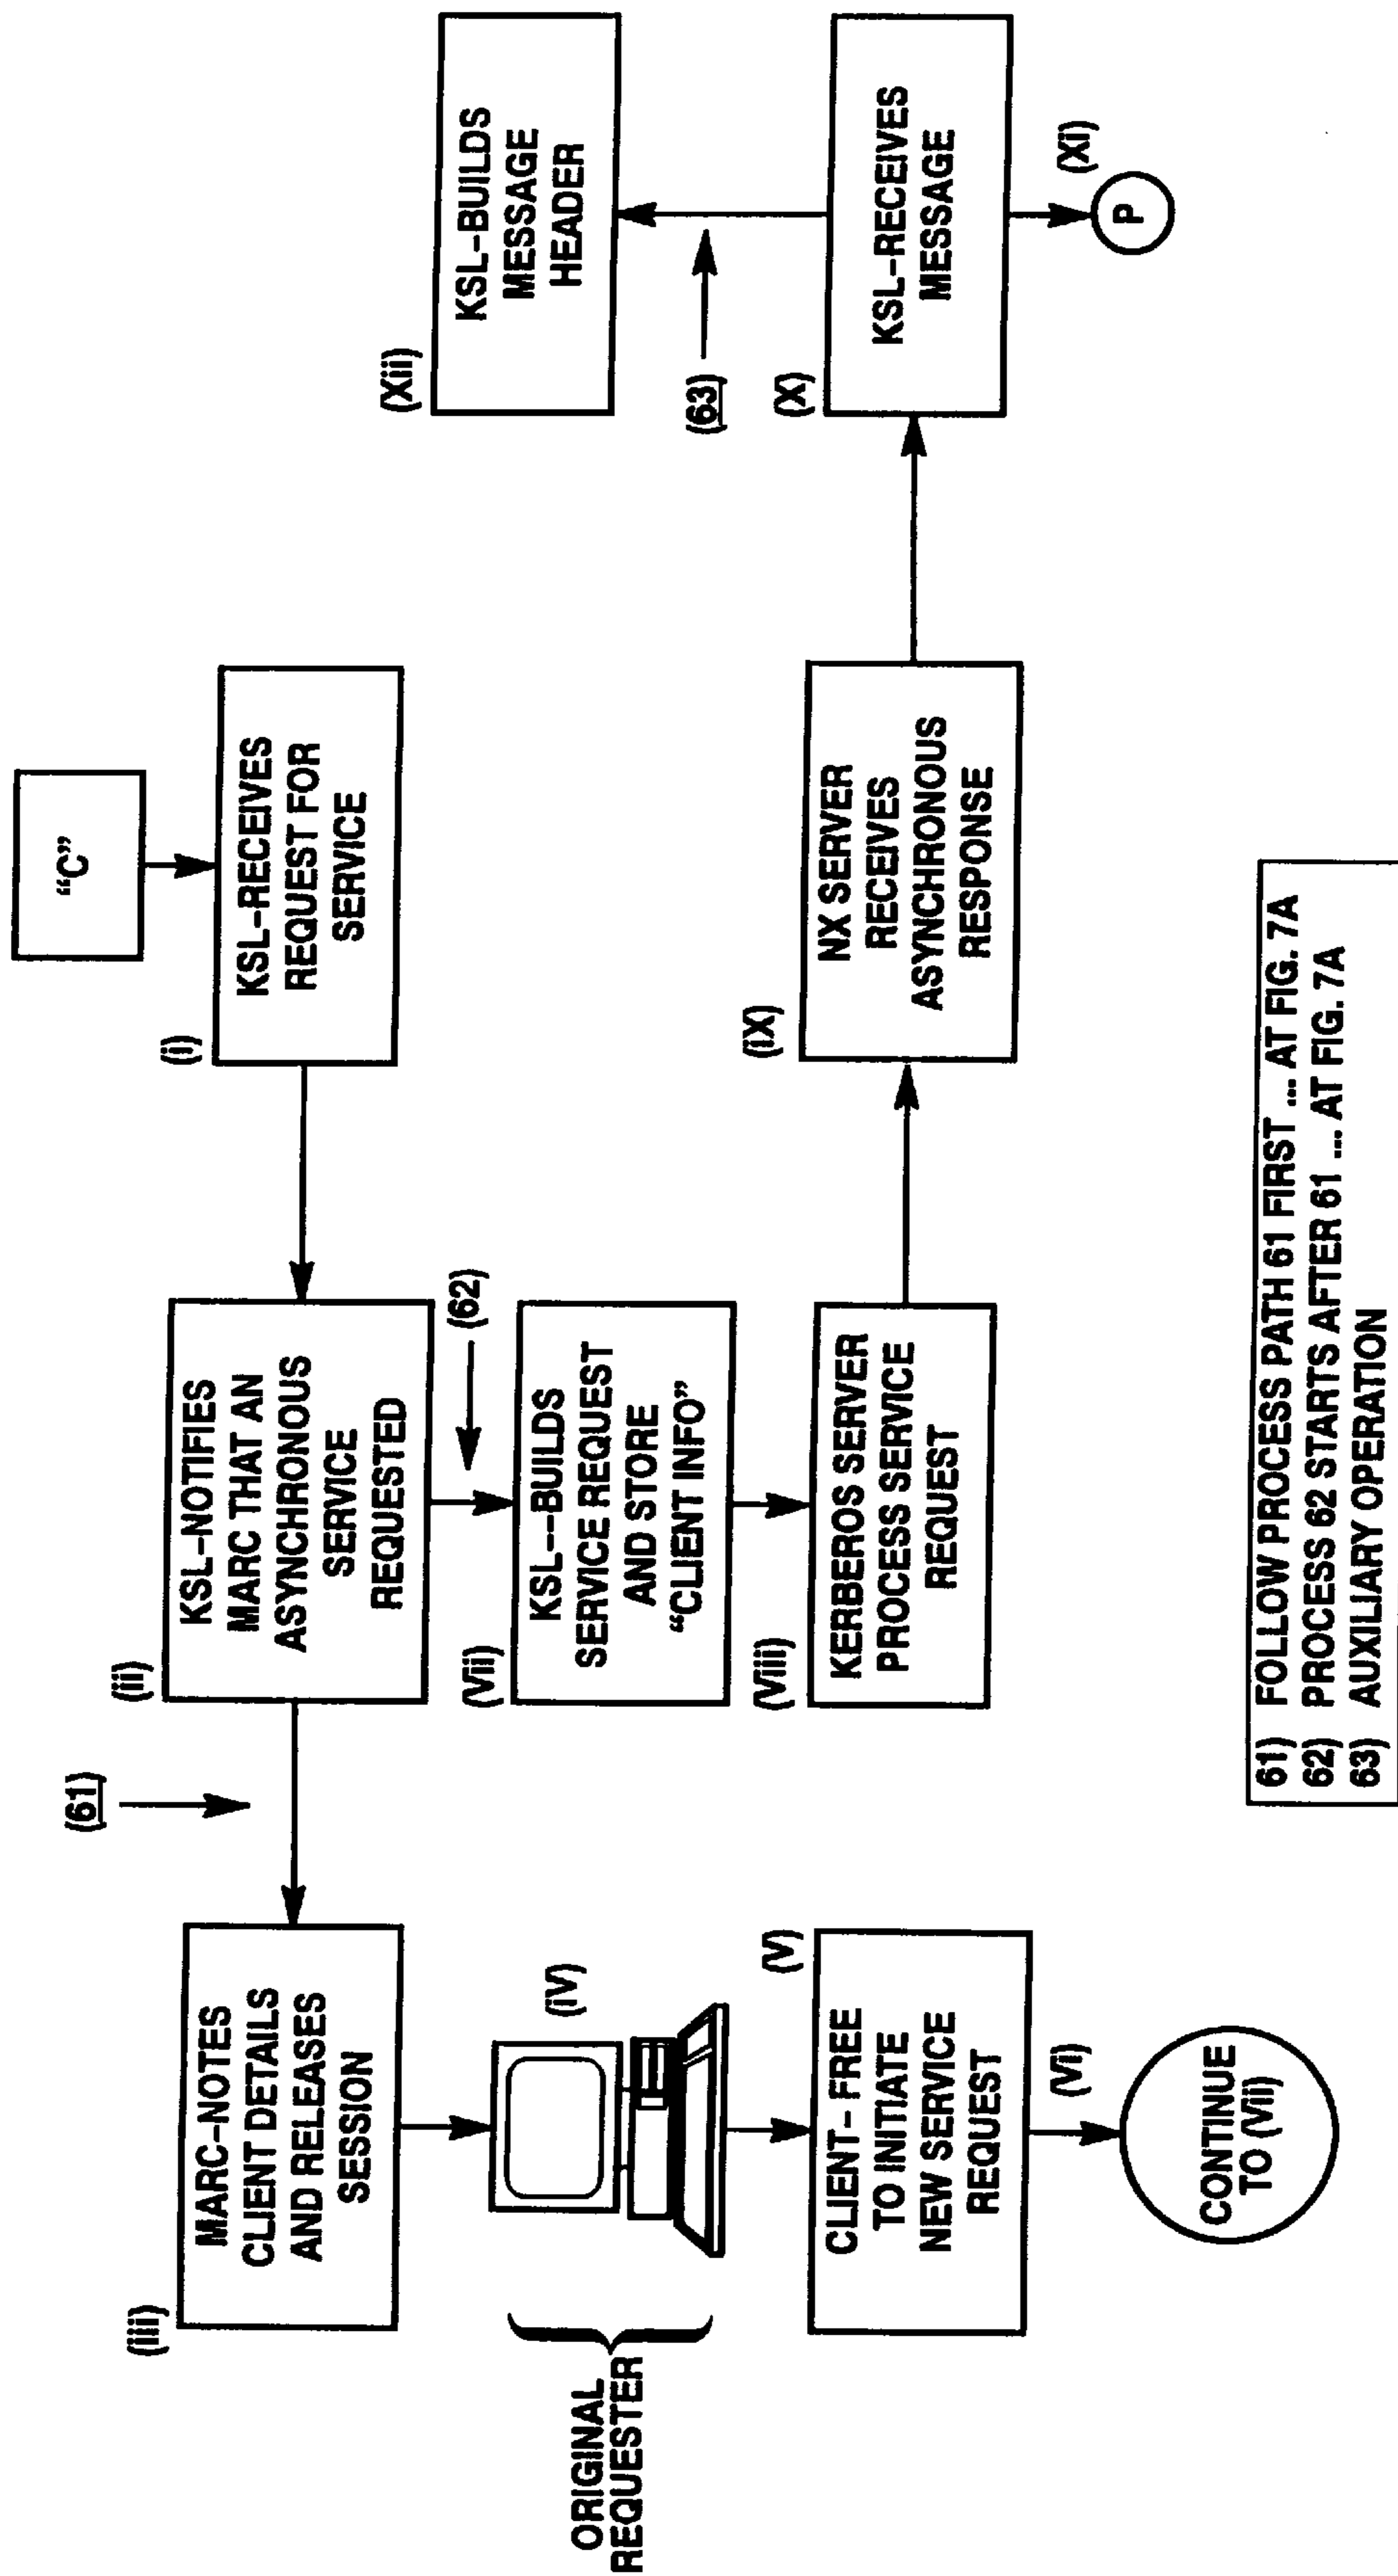 “C”
(i)
KSL-RECEIVES
REQUEST FOR
SERVICE
(ii)
KSL-NOTIFIES
MARC THAT AN
ASYNCHRONOUS
SERVICE
REQUESTED
(61)
(iii)
MARC-NOTES
CLIENT DETAILS
AND RELEASES
SESSION
ORIGINAL
REQUESTER
(iV)
(V)
CLIENT- FREE
TO INITIATE
NEW SERVICE
REQUEST
(Vi)
CONTINUE
TO (Vii)
(62)
(Vii)
KSL--BUILDS
SERVICE REQUEST
AND STORE
“CLIENT INFO”
(Viii)
KERBEROS SERVER
PROCESS SERVICE
REQUEST
(iX)
NX SERVER
RECEIVES
ASYNCHRONOUS
RESPONSE
(X)
KSL-RECEIVES
MESSAGE
(Xi)
P
(63)
(Xii)
KSL-BUILDS
MESSAGE
HEADER
61) FOLLOW PROCESS PATH 61 FIRST ... AT FIG. 7A
62) PROCESS 62 STARTS AFTER 61 ... AT FIG. 7A
63) AUXILIARY OPERATION